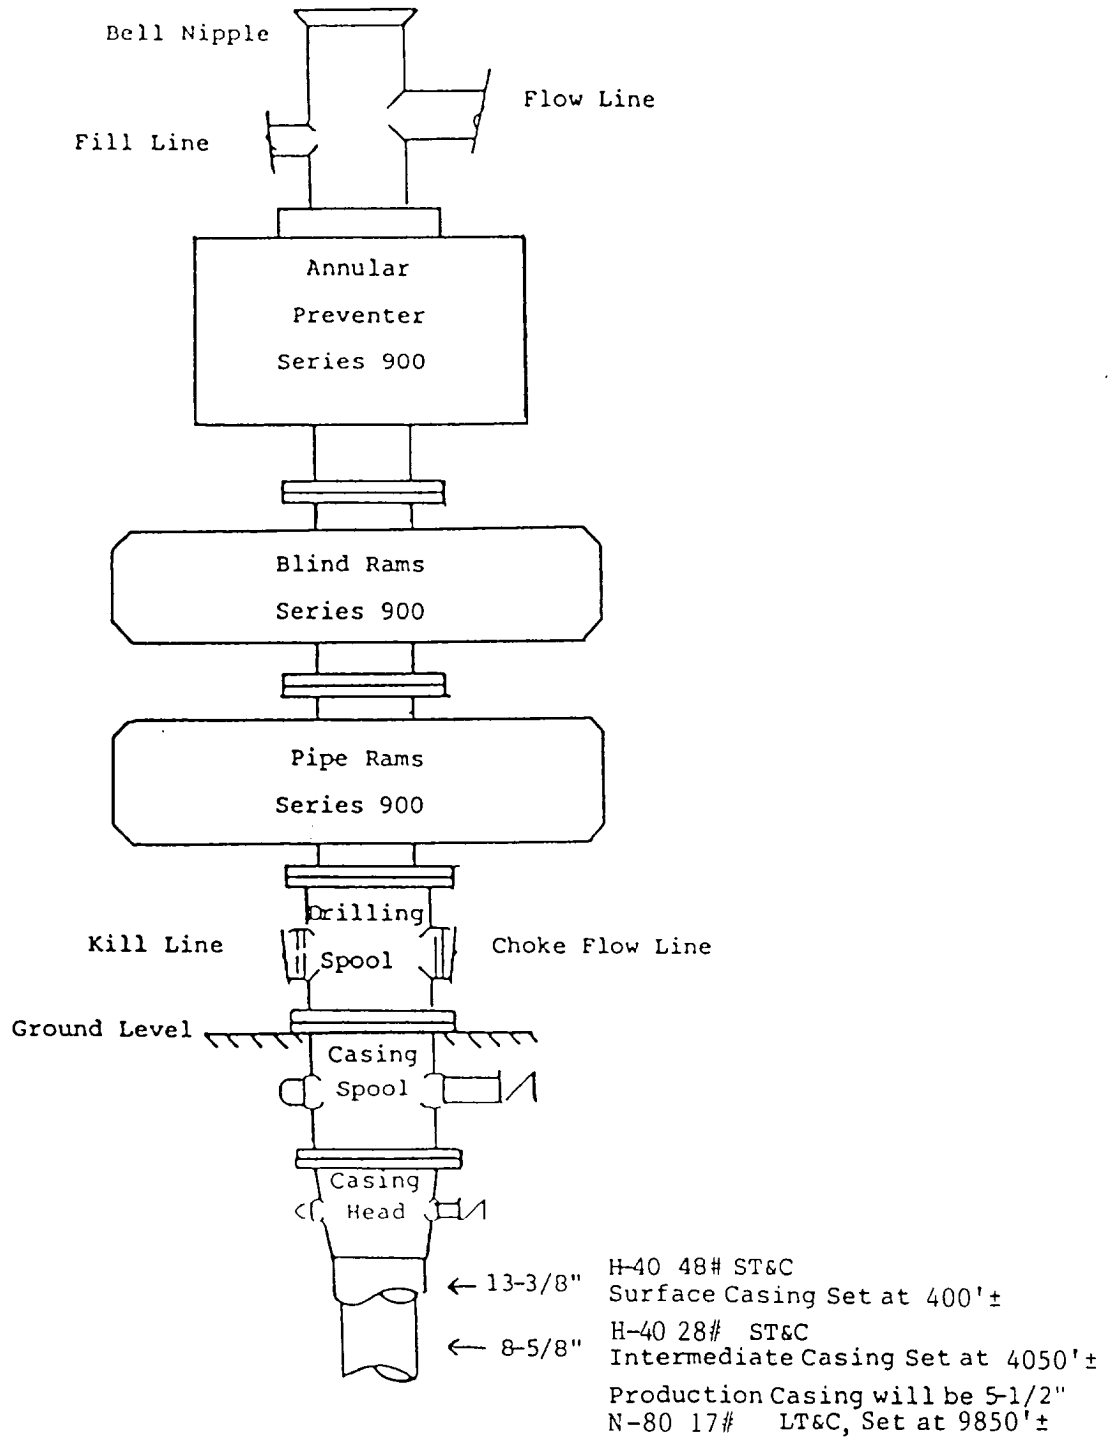 Bell Nipple
Flow Line
Fill Line
Annular
Preventer
Series 900
Blind Rams
Series 900
Pipe Rams
Series 900
Drilling
Kill Line
Spool
Choke Flow Line
Ground Level
Casing
Spool
Casing
Head
13-3/8" H-40 48# ST&C
Surface Casing Set at 400'±
8-5/8" H-40 28# ST&C
Intermediate Casing Set at 4050'±
Production Casing will be 5-1/2"
N-80 17# LT&C, Set at 9850'±